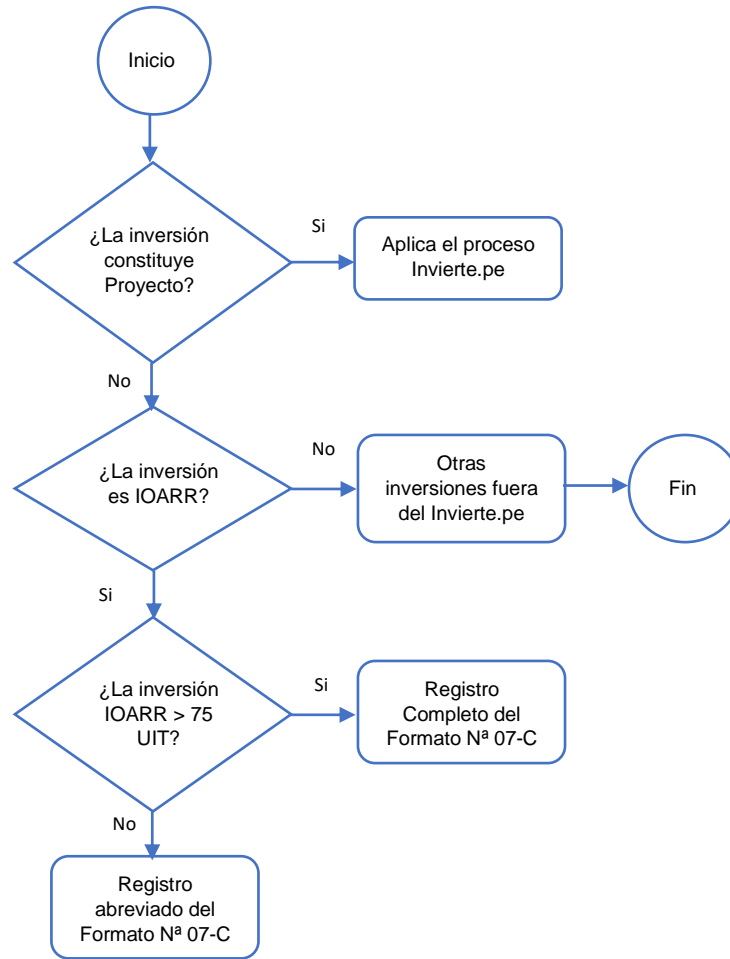 Inicio
¿La inversión
constituye
Proyecto?
Si
Aplica el proceso
Invierte.pe
No
¿La inversión
es IOARR?
No
Otras
inversiones fuera
del Invierte.pe
Fin
Si
¿La inversión
IOARR > 75
UIT?
Si
Registro
Completo del
Formato Nª 07-C
No
Registro
abreviado del
Formato Nª 07-C